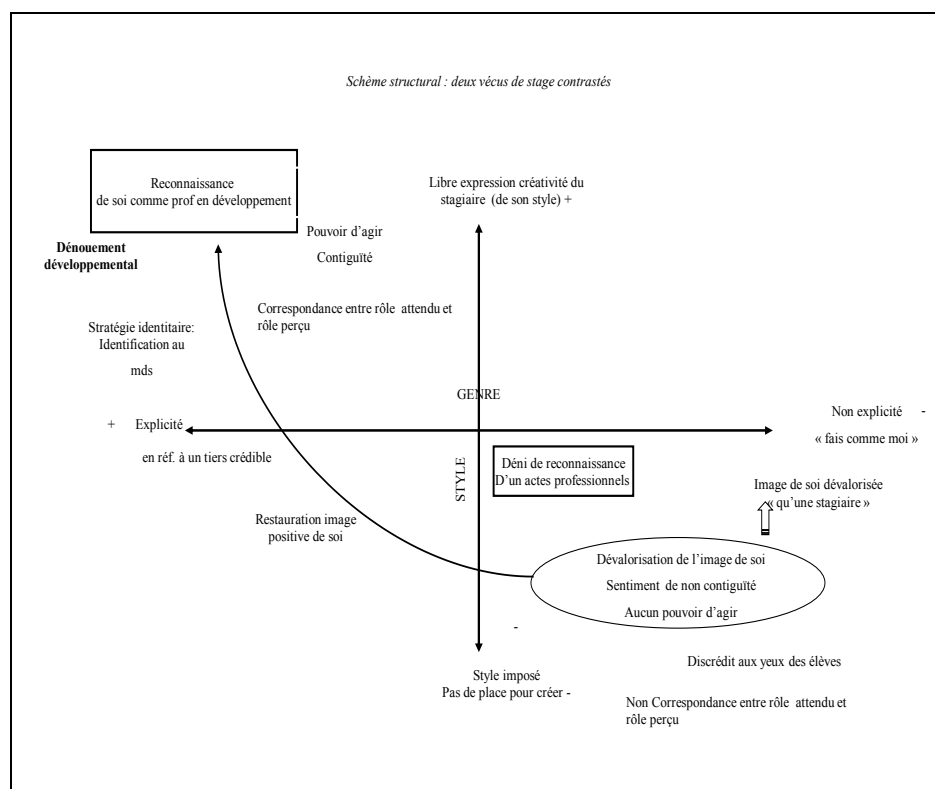 Schème structural : deux vécus de stage contrastés
Reconnaissance
de soi comme prof en développement
Libre expression créativité du
stagiaire (de son style) +
Pouvoir d'agir
Contiguïté
Dénouement
développemental
Correspondance entre rôle attendu et
rôle perçu
Stratégie identitaire:
Identification au
mds
GENRE
+ Explicité
Non explicité -
« fais comme moi »
en réf. à un tiers crédible
STYLE
Déni de reconnaissance
D'un actes professionnels
Image de soi dévalorisée
« qu'une stagiaire »
Restauration image
positive de soi
Dévalorisation de l'image de soi
Sentiment de non contiguïté
Aucun pouvoir d'agir
-
Style imposé
Pas de place pour créer -
Discrédit aux yeux des élèves
Non Correspondance entre rôle attendu et
rôle perçu